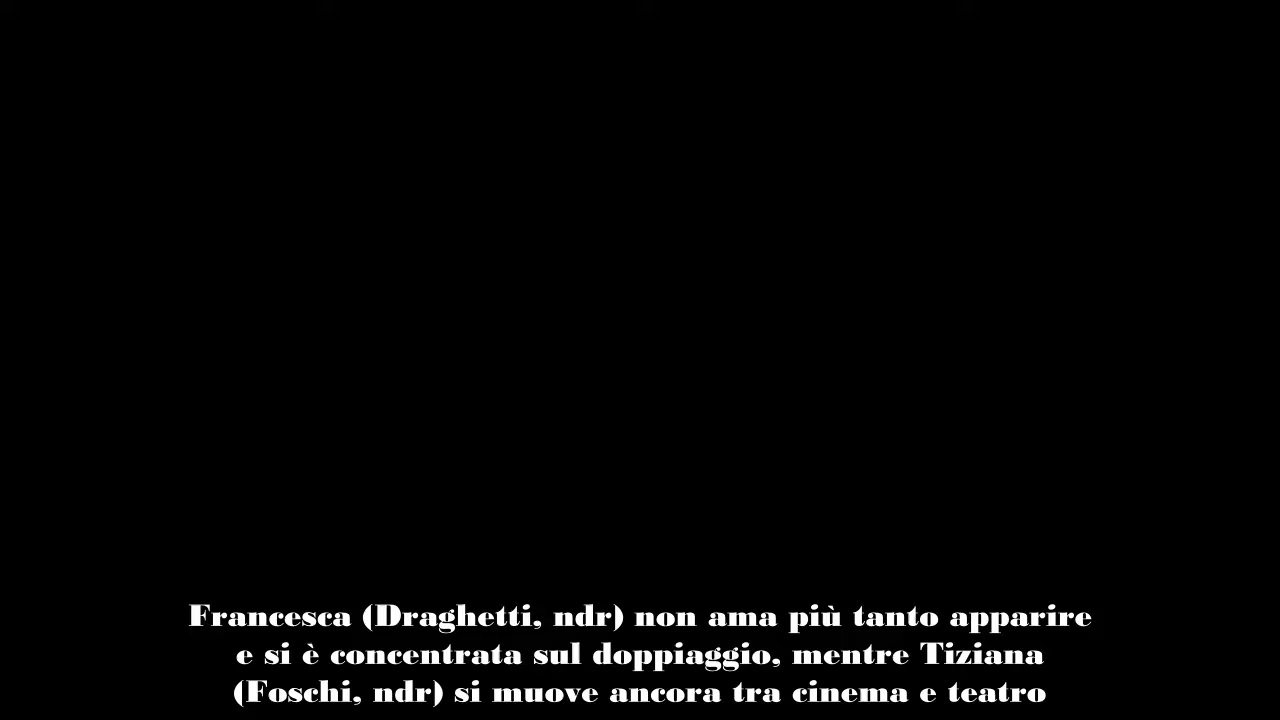 Francesca (Draghetti, ndr) non ama più tanto apparire
e si è concentrata sul doppiaggio, mentre Tiziana
(Foschi, ndr) si muove ancora tra cinema e teatro